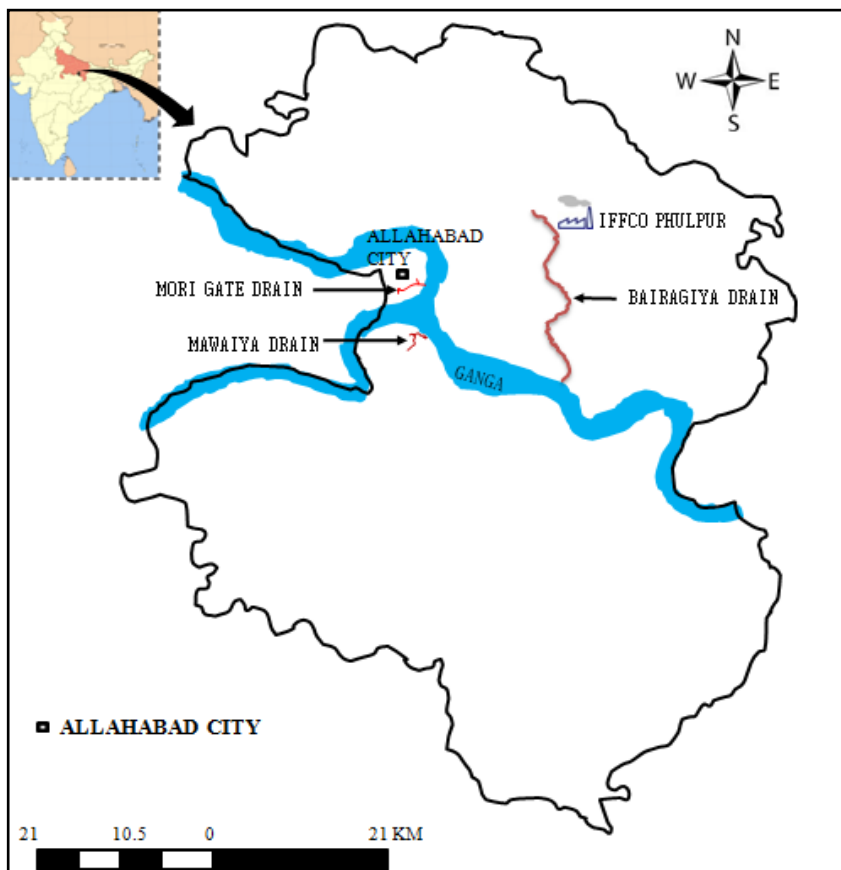 N
W E
S
IFFCO PHULPUR
ALLAHABAD
CITY
MORI GATE DRAIN
BAIRAGIYA DRAIN
MAWAIYA DRAIN
GANGA
ALLAHABAD CITY
21 10.5 0 21 KM